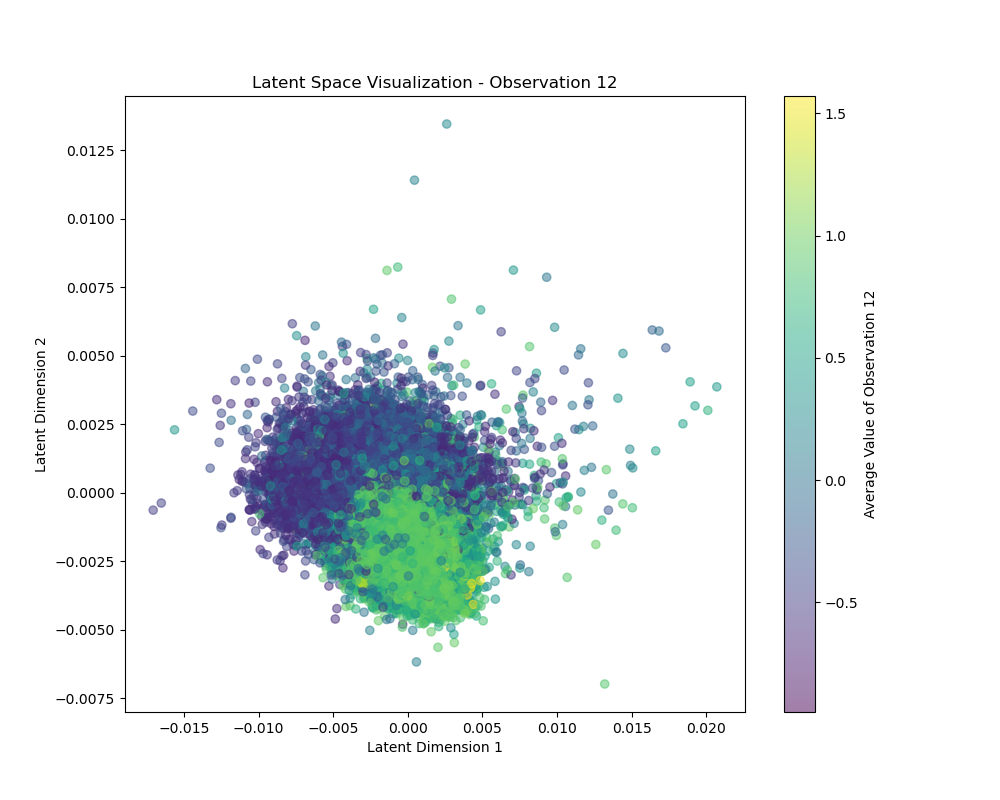 Latent Space Visualization - Observation 12
Latent Dimension 2
0.0125
0.0100
0.0075
0.0050
0.0025
0.0000
−0.0025
−0.0050
−0.0075
−0.015 −0.010 −0.005 0.000 0.005 0.010 0.015 0.020
Latent Dimension 1
1.5
1.0
0.5
0.0
−0.5
Average Value of Observation 12